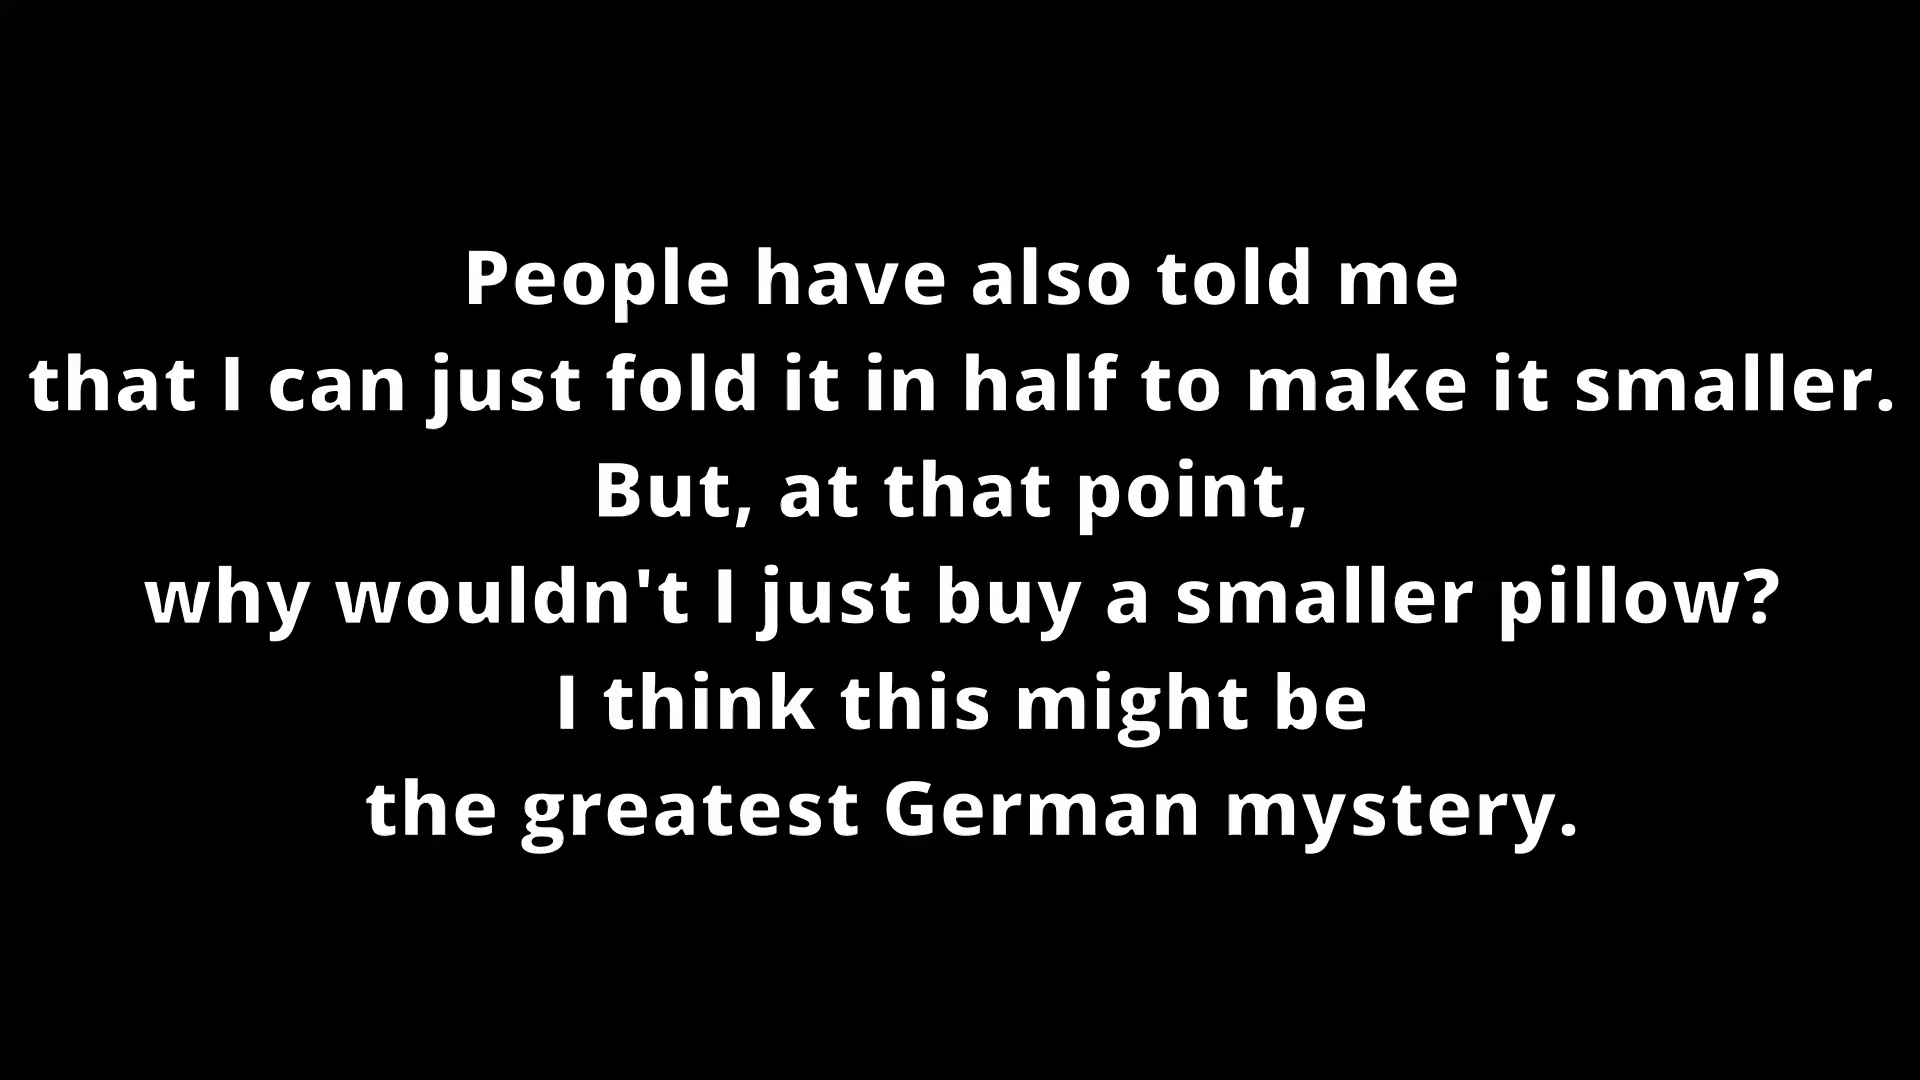 People have also told me
that I can just fold it in half to make it smaller.
But, at that point,
why wouldn't I just buy a smaller pillow?
I think this might be
the greatest German mystery.